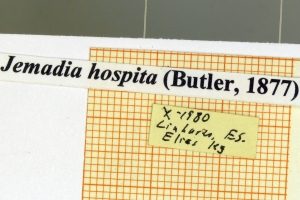 Jemadia hospita (Butler, 1877)
X-1980
Linhares, ES.
Elias leg